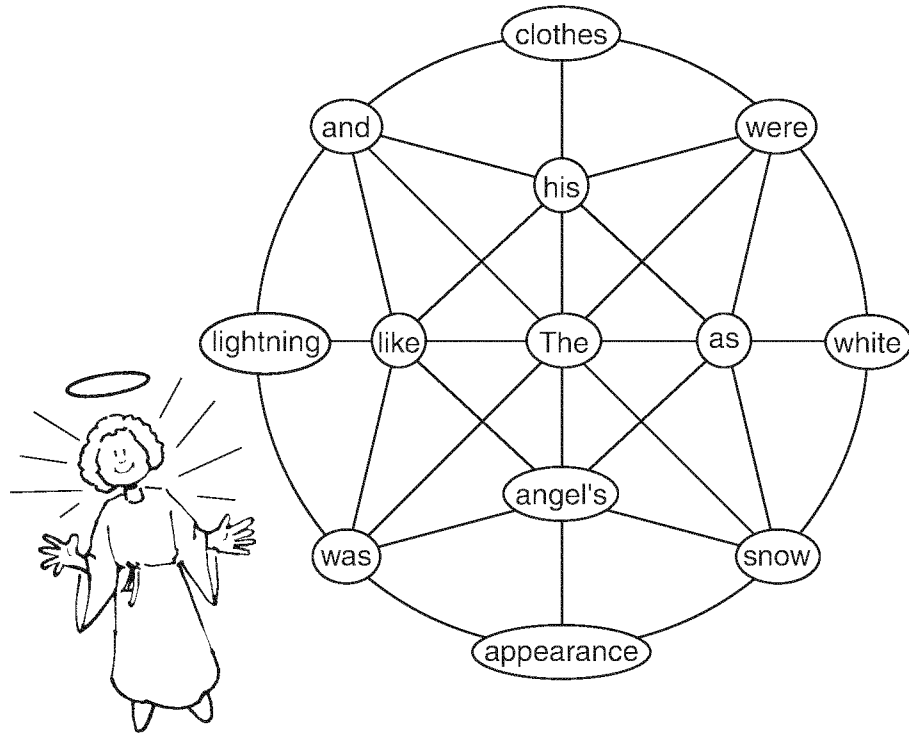 clothes
and
were
his
lightning
like
The
as
white
angel's
was
snow
appearance